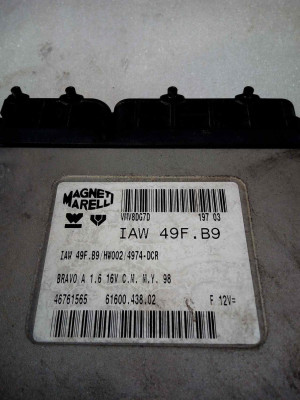 MAGNETI
MARELLI
VMV8DG7D 197 03
IAW 49F.B9
IAW 49F.B9/HW002/4974-DCR
BRAVO A 1.6 16V C.M. M.Y. 98
46761565 61600.438.02 F 12V=